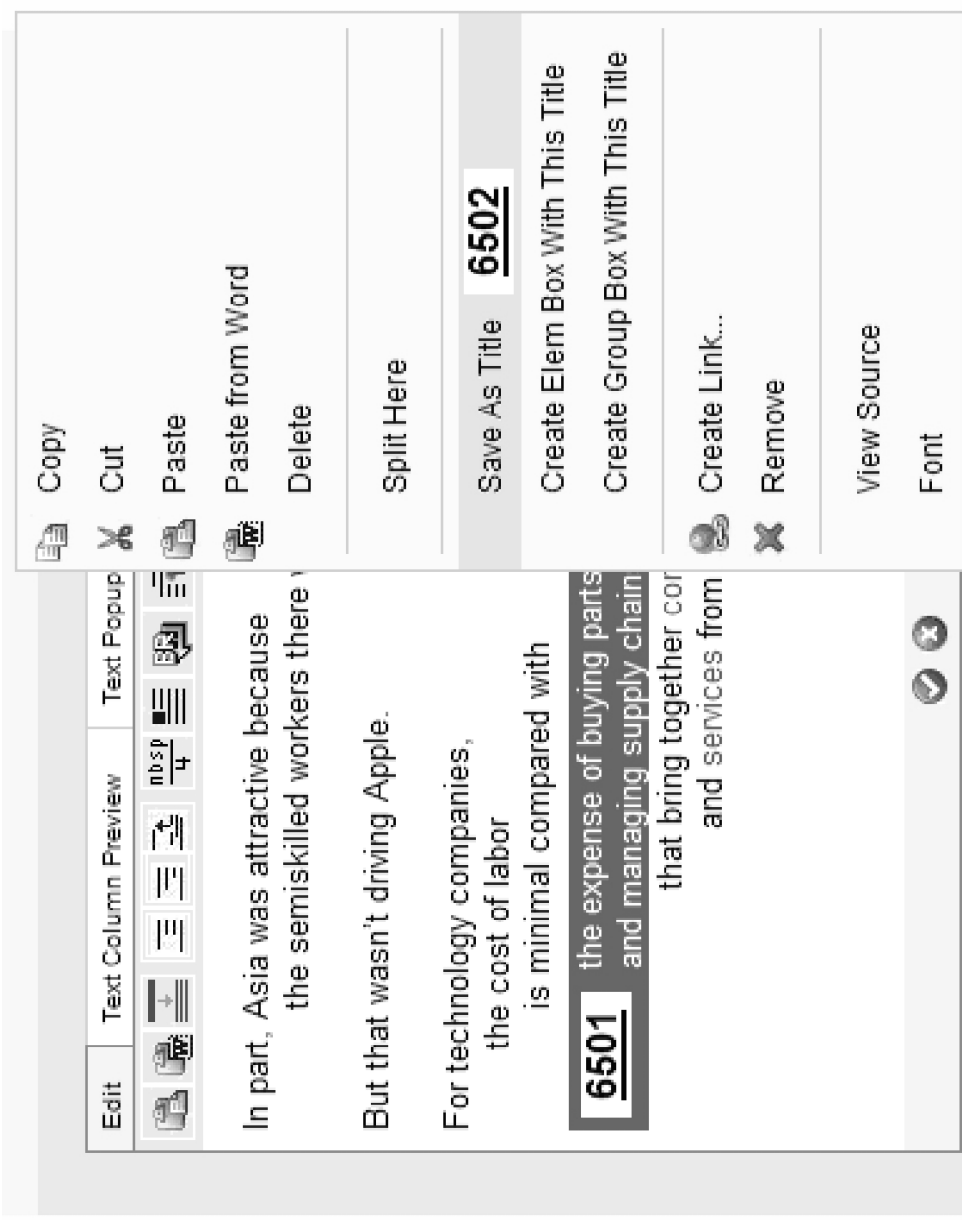 Edit
Text Column Preview
Text Popup
nbsp
4
BR
W
In part, Asia was attractive because
the semiskilled workers there
But that wasn't driving Apple.
For technology companies,
the cost of labor
is minimal compared with
6501
the expense of buying parts
and managing supply chain
that bring together
and services from
Copy
Cut
Paste
W
Paste from Word
Delete
Split Here
Save As Title
6502
Create Elem Box With This Title
Create Group Box With This Title
Create Link...
Remove
View Source
Font